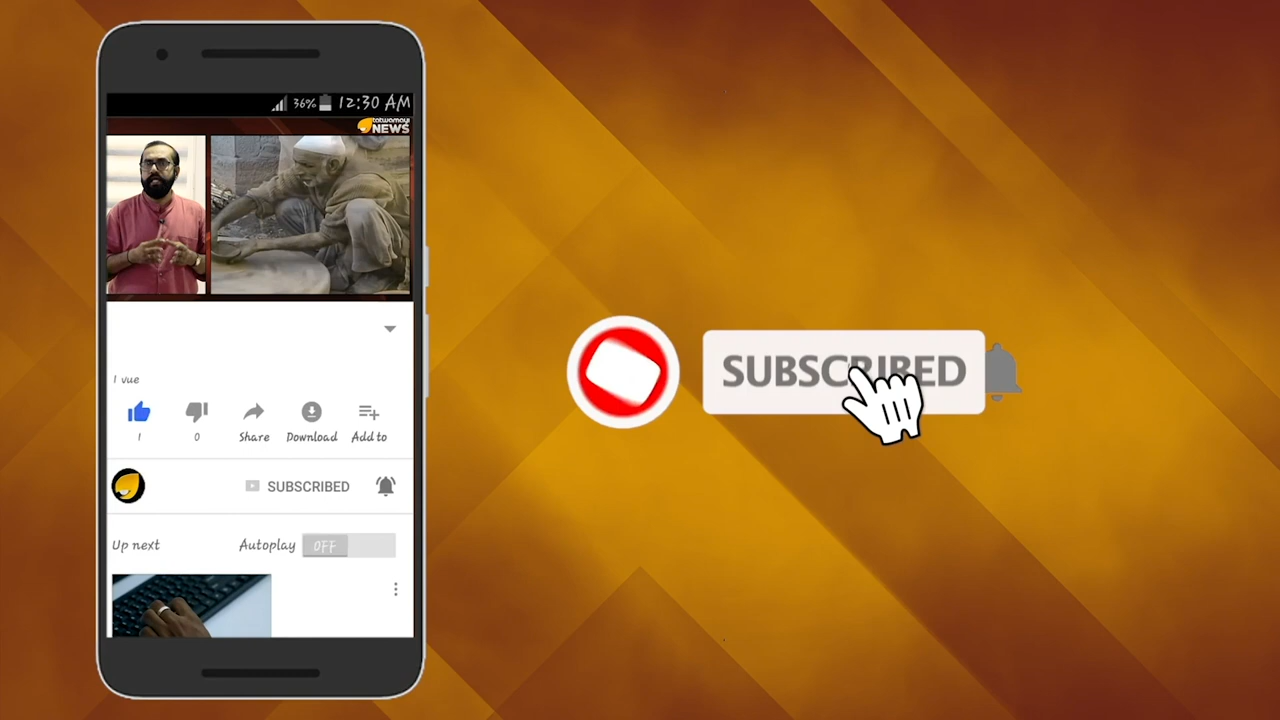 36% 12:30 AM
tatwamayi
NEWS
1 vue
1
0
Share
Download
Add to
SUBSCRIBED
Up next
Autoplay
OFF
SUBSCRIBED